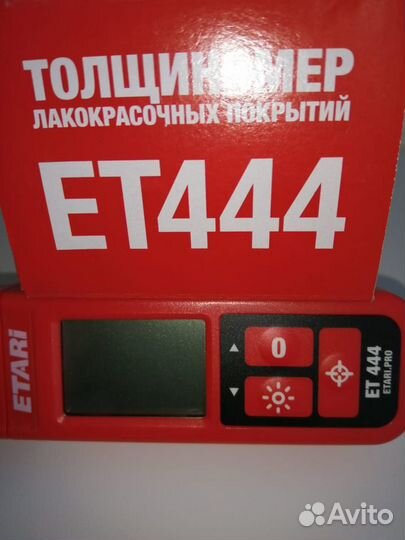 ТОЛЩИНОМЕР
ЛАКОКРАСОЧНЫХ ПОКРЫТИЙ
ET444
ETARI
0
ET 444
ETARI.PRO
Avito